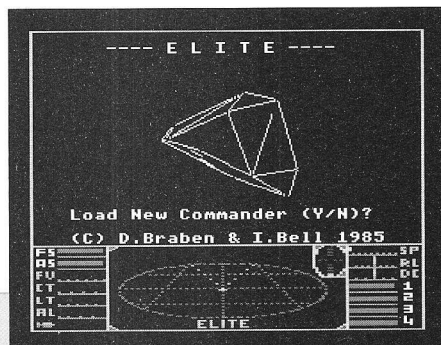 ---- E L I T E ----
Load New Commander (Y/N)?
(C) D.Braben & I.Bell 1985
FS
AS
FV
CT
LT
AL
SP
RL
DC
1
2
3
4
ELITE